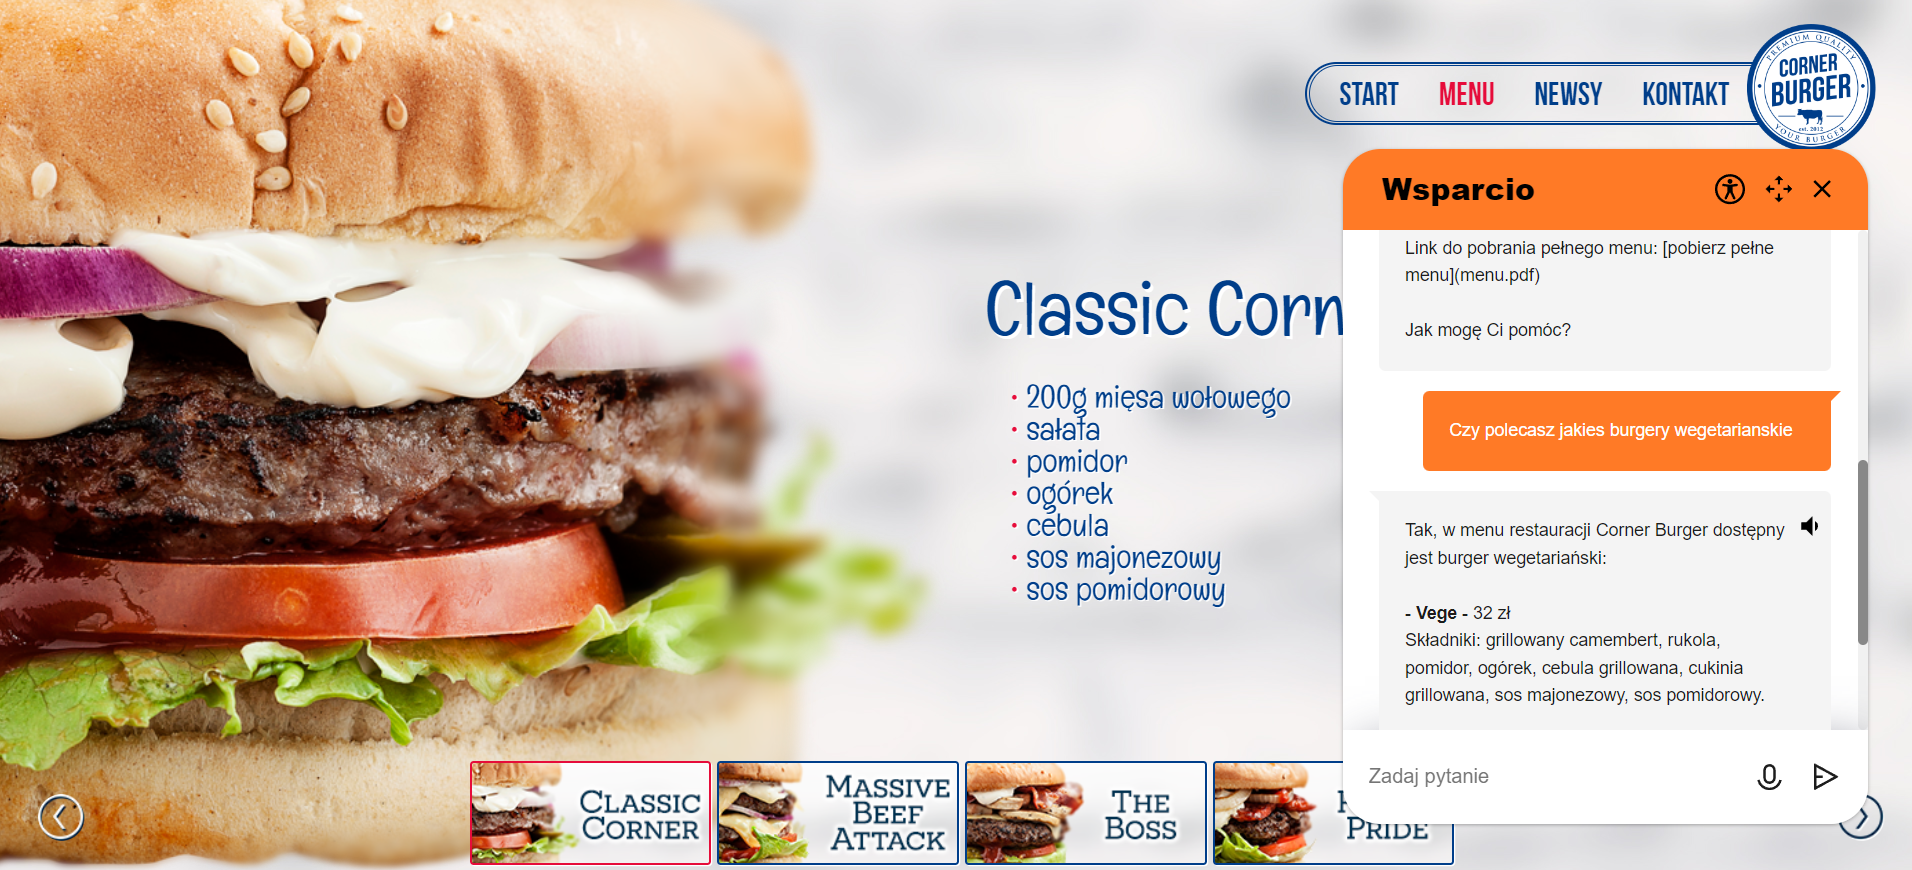 START MENU NEWSY KONTAKT
PREMIUM QUALITY
CORNER
BURGER
est. 2012
YOUR BURGER
Wsparcio
Link do pobrania pełnego menu: [pobierz pełne
menu](menu.pdf)
Jak mogę Ci pomóc?
Czy polecasz jakies burgery wegetarianskie
Tak, w menu restauracji Corner Burger dostępny
jest burger wegetariański:
- Vege - 32 zł
Składniki: grillowany camembert, rukola,
pomidor, ogórek, cebula grillowana, cukinia
grillowana, sos majonezowy, sos pomidorowy.
Zadaj pytanie
Classic Corn
• 200g mięsa wołowego
• sałata
• pomidor
• ogórek
• cebula
• sos majonezowy
• sos pomidorowy
CLASSIC
CORNER
MASSIVE
BEEF
ATTACK
THE
BOSS
PRIDE